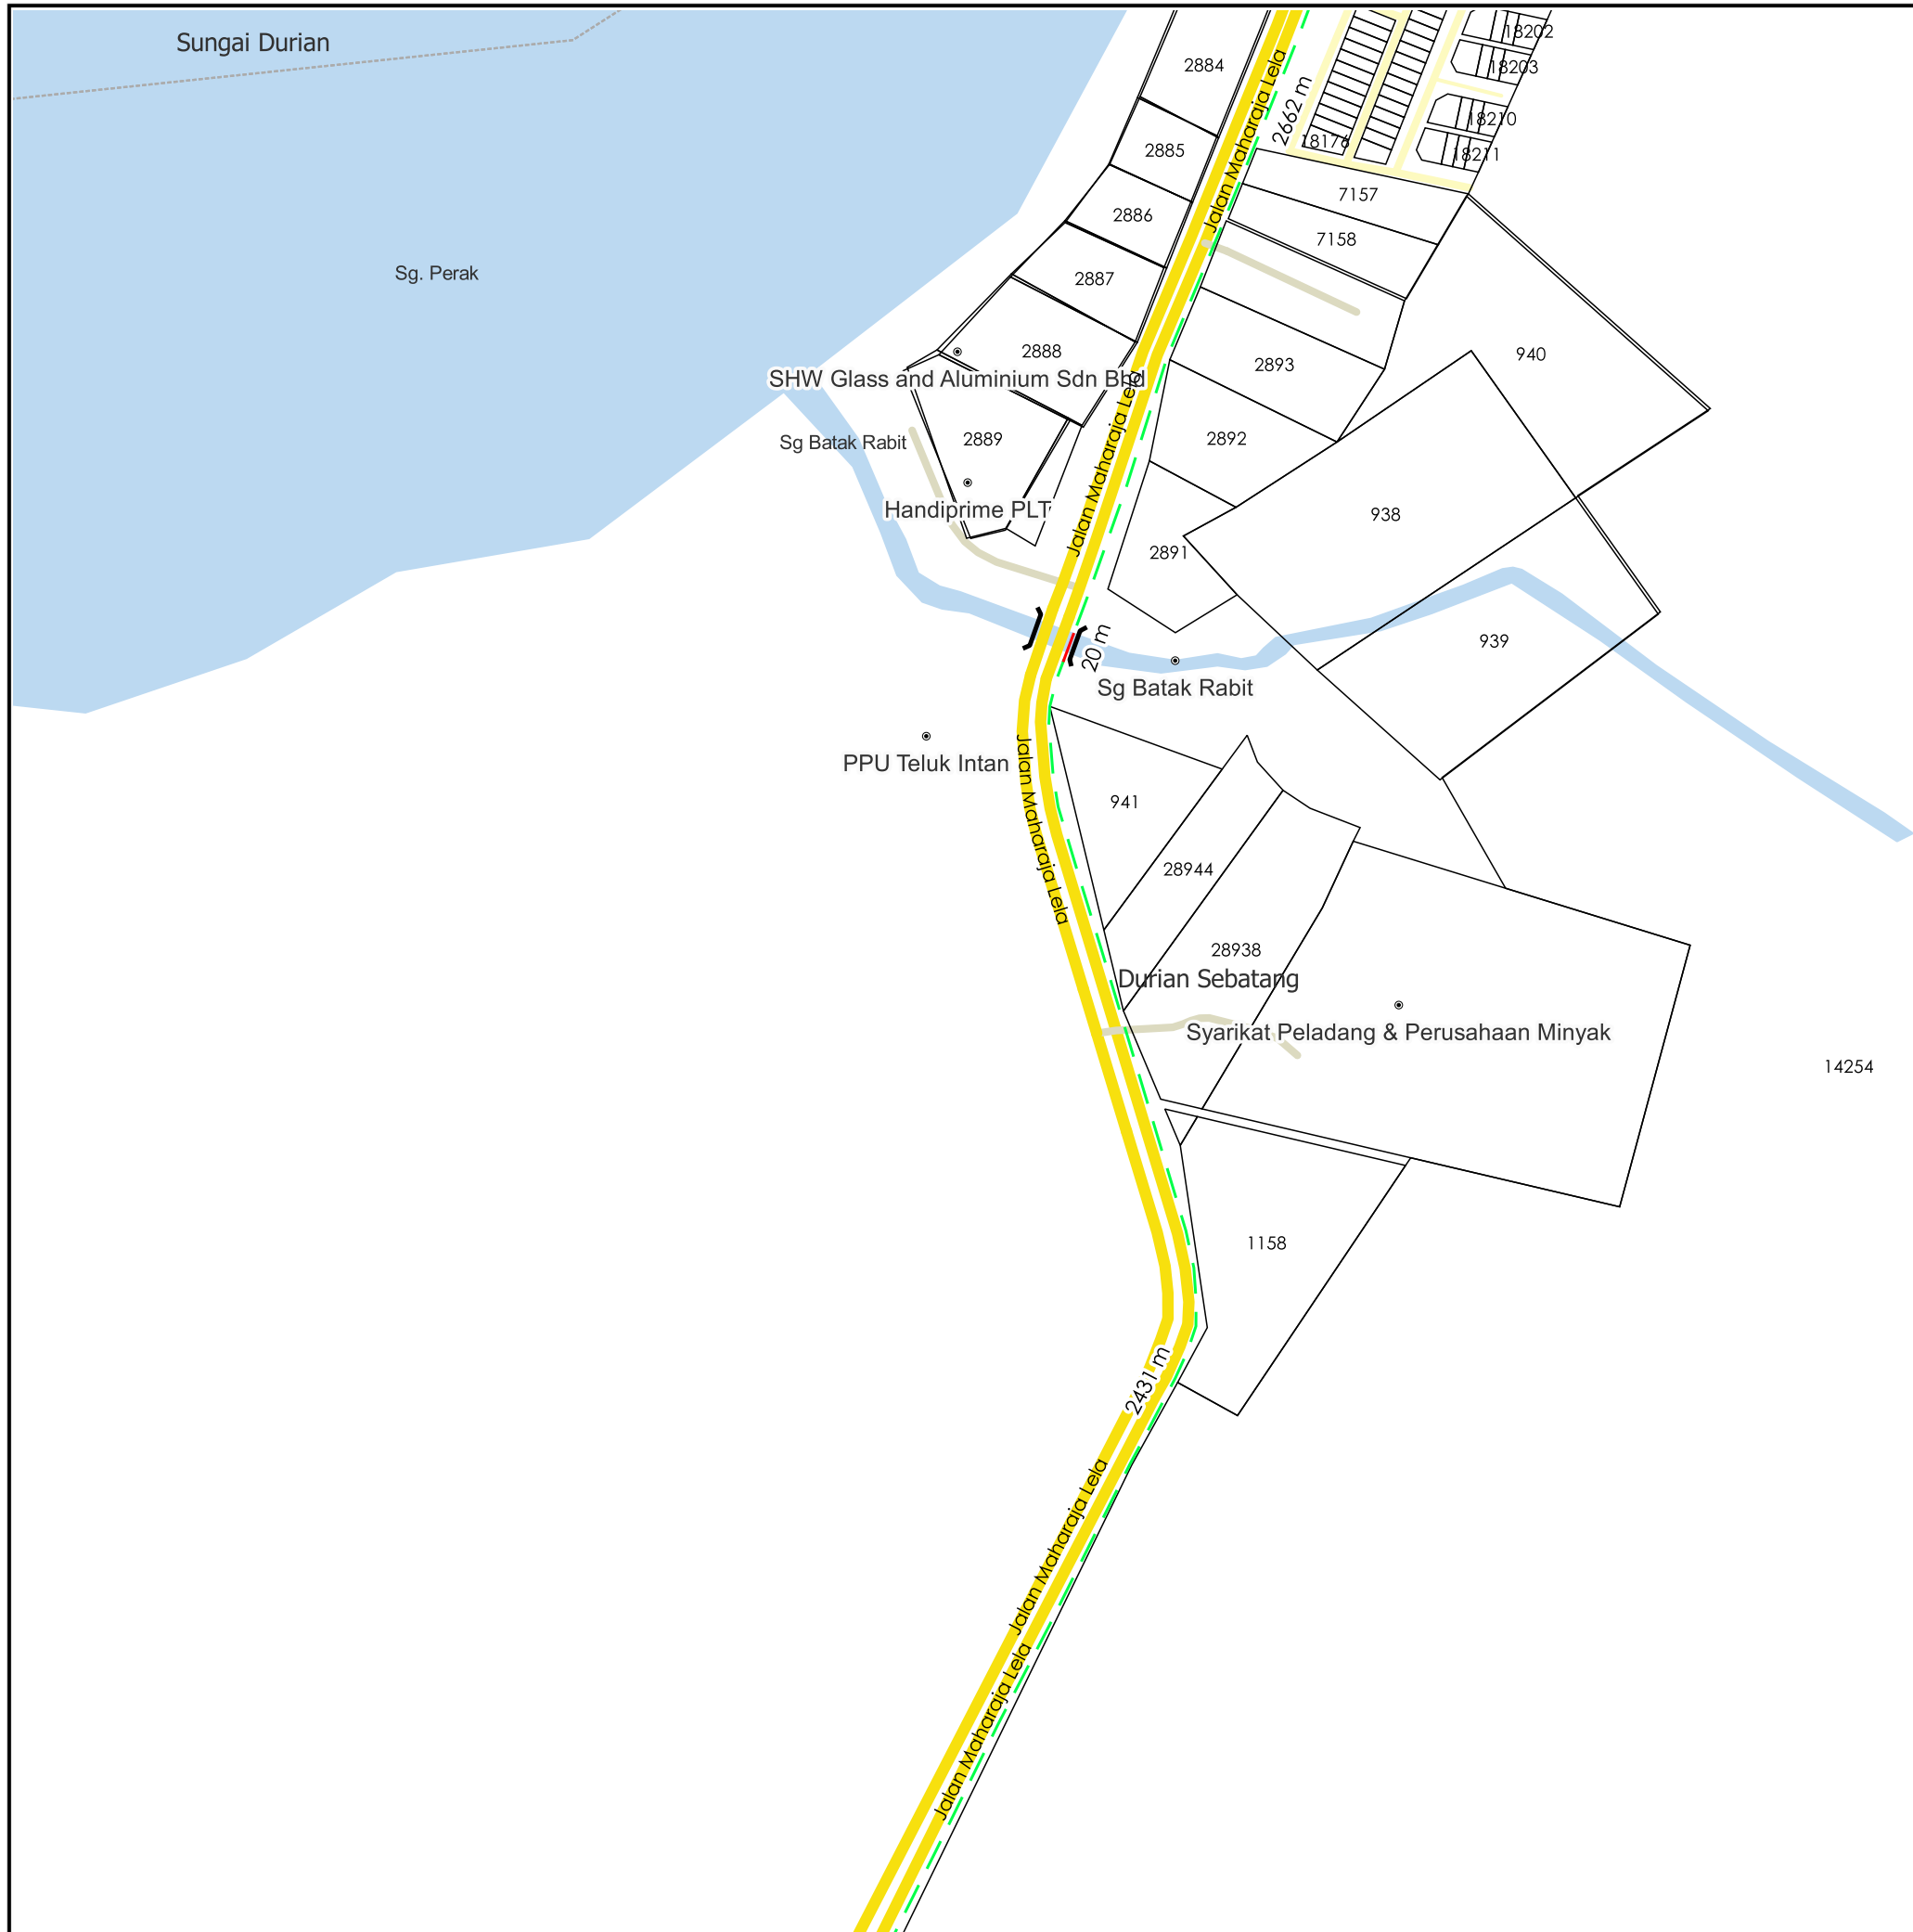 Sungai Durian
18202
2884
18203
Jalan Maharaja Lela
2662 m
18210
18176
2885
18211
7157
2886
7158
Sg. Perak
2887
2888
940
2893
SHW Glass and Aluminium Sdn Bhd
Jalan Maharaja Lela
2889
Sg Batak Rabit
2892
Handiprime PLT
938
2891
20 m
939
Sg Batak Rabit
PPU Teluk Intan
Jalan Maharaja Lela
941
28944
28938
Durian Sebatang
Syarikat Peladang & Perusahaan Minyak
14254
1158
2431 m
Jalan Maharaja Lela
Jalan Maharaja Lela